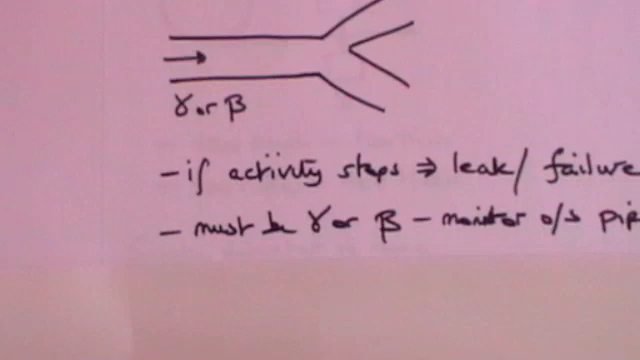 γ or β
- if activity stops ⇒ leak / failure
- must be γ or β - monitor o/s pip